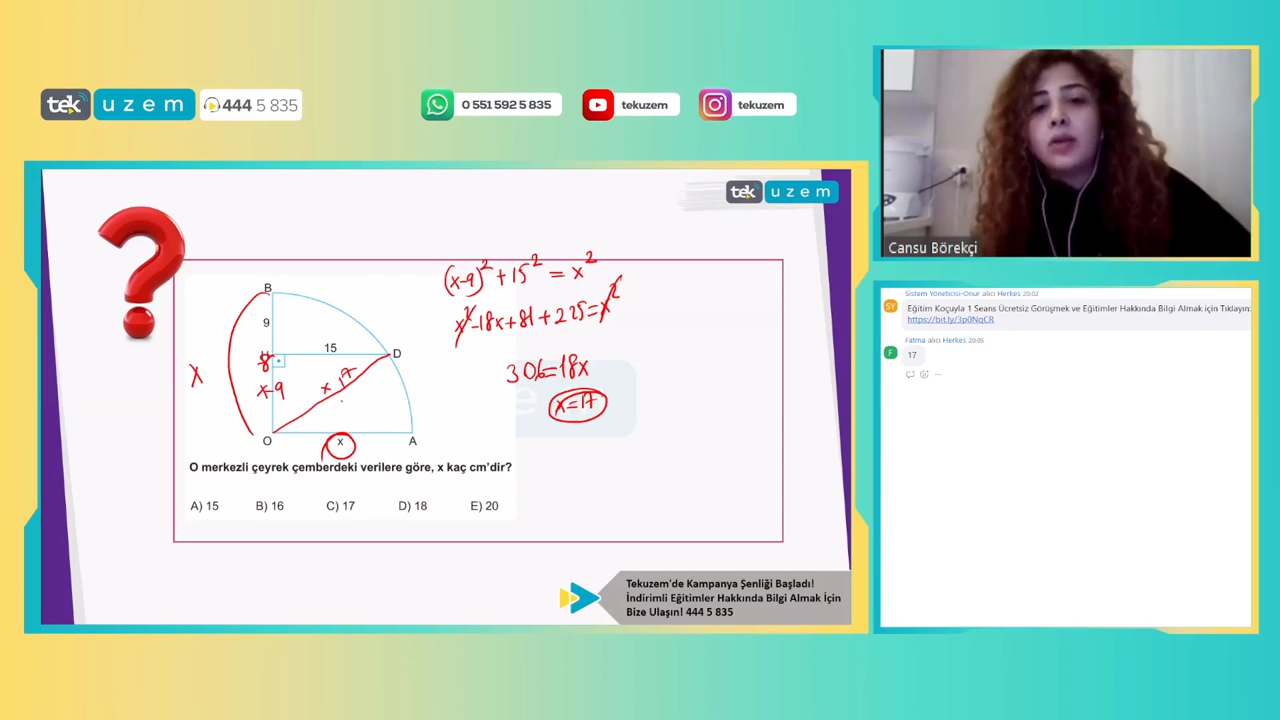 tek uzem 444 5 835
0 551 592 5 835
tekuzem
tekuzem
tek uzem
B
9
15
D
8
x-9
x 17
X
O
x
A
(x-9)² + 15² = x²
x² - 18x + 81 + 225 = x²
306 = 18x
x = 17
O merkezli çeyrek çemberdeki verilere göre, x kaç cm'dir?
A) 15 B) 16 C) 17 D) 18 E) 20
Tekuzem'de Kampanya Şenliği Başladı!
İndirimli Eğitimler Hakkında Bilgi Almak İçin
Bize Ulaşın! 444 5 835
Cansu Börekçi
Sistem Yöneticisi-Onur alıcı Herkes 20:02
SY
Eğitim Koçuyla 1 Seans Ücretsiz Görüşmek ve Eğitimler Hakkında Bilgi Almak için Tıklayın:
https://bit.ly/3p0NqCR
Fatma alıcı Herkes 20:05
F
17